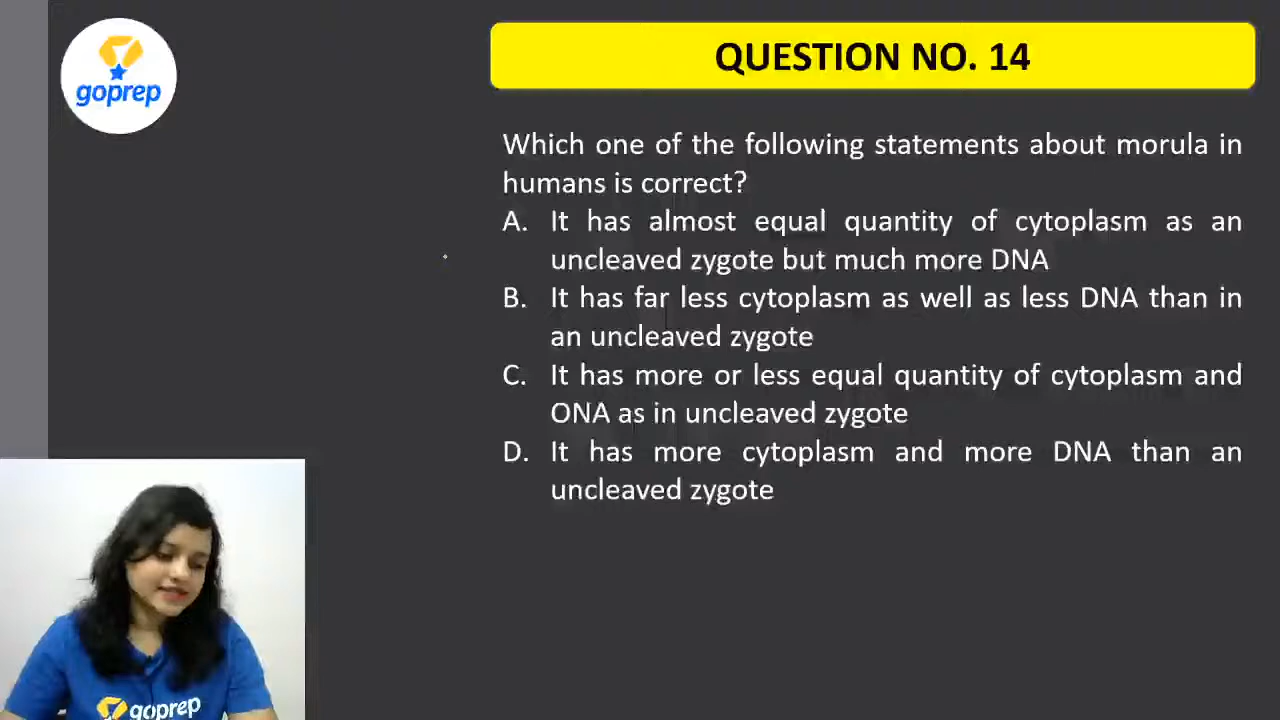 goprep
QUESTION NO. 14
Which one of the following statements about morula in
humans is correct?
A. It has almost equal quantity of cytoplasm as an
uncleaved zygote but much more DNA
B. It has far less cytoplasm as well as less DNA than in
an uncleaved zygote
C. It has more or less equal quantity of cytoplasm and
ONA as in uncleaved zygote
D. It has more cytoplasm and more DNA than an
uncleaved zygote
goprep